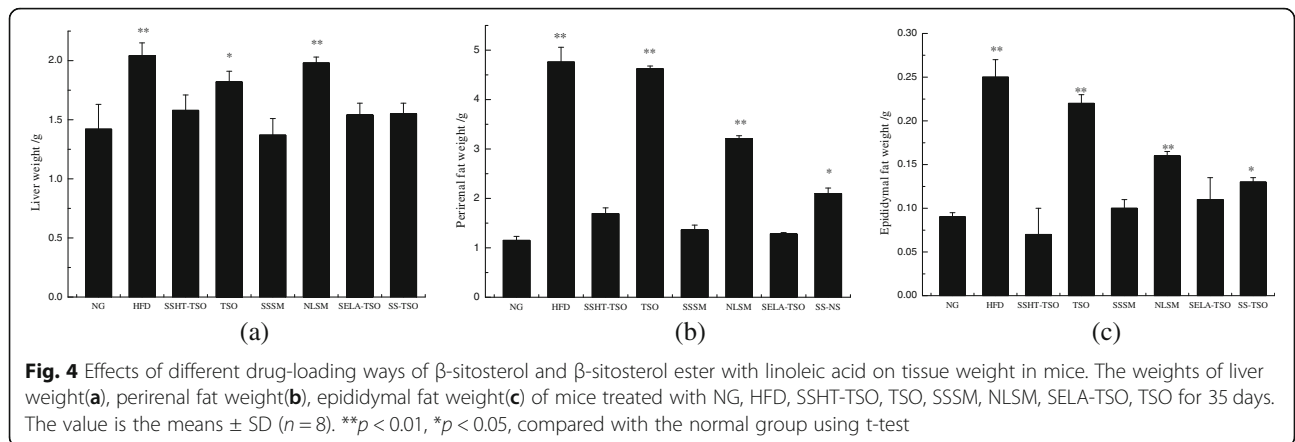 **
2.0
*
**
1.5
1.0
0.5
0.0
Liver weight /g
NG HFD SSHT-TSO TSO SSSM NLSM SELA-TSO SS-TSO
(a)
**
**
5
4
**
3
*
2
1
0
Perirenal fat weight /g
NG HFD SSHT-TSO TSO SSSM NLSM SELA-TSO SS-NS
(b)
0.30
**
0.25
**
0.20
**
0.15
*
0.10
0.05
0.00
Epididymal fat weight /g
NG HFD SSHT-TSO TSO SSSM NLSM SELA-TSO SS-TSO
(c)
Fig. 4 Effects of different drug-loading ways of β-sitosterol and β-sitosterol ester with linoleic acid on tissue weight in mice. The weights of liver
weight(a), perirenal fat weight(b), epididymal fat weight(c) of mice treated with NG, HFD, SSHT-TSO, TSO, SSSM, NLSM, SELA-TSO, TSO for 35 days.
The value is the means ± SD (n = 8). **p < 0.01, *p < 0.05, compared with the normal group using t-test